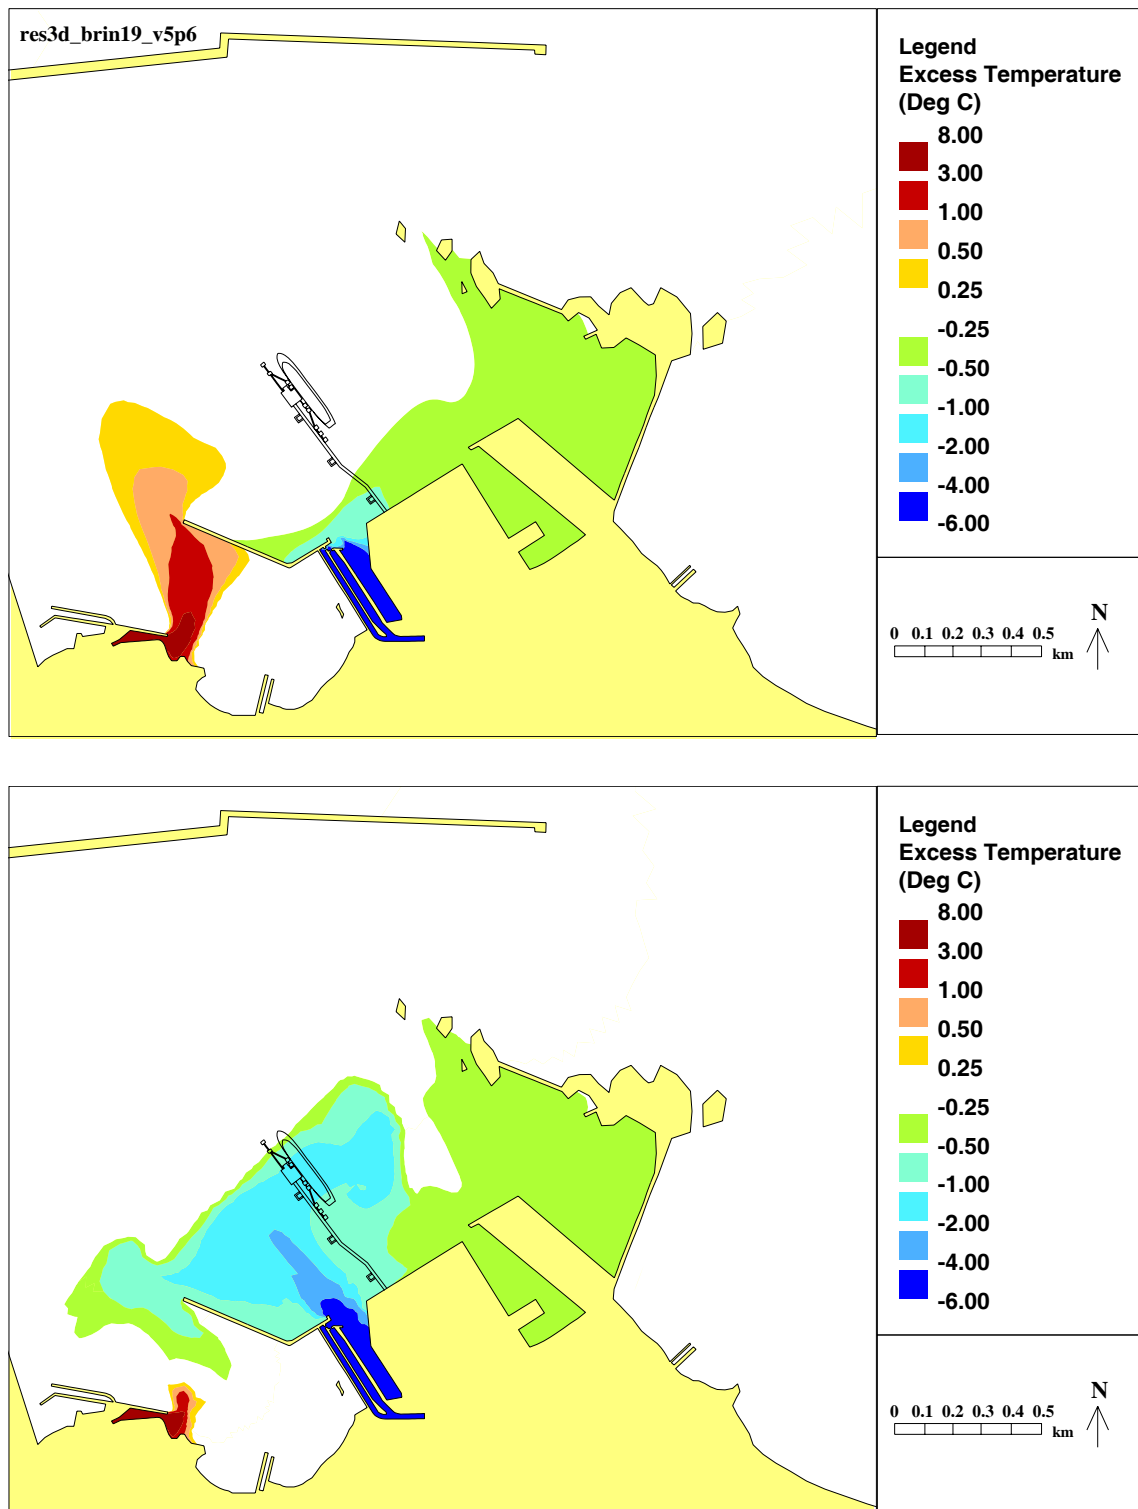 res3d_brin19_v5p6
Legend
Excess Temperature
(Deg C)
8.00
3.00
1.00
0.50
0.25
-0.25
-0.50
-1.00
-2.00
-4.00
-6.00
N
0 0.1 0.2 0.3 0.4 0.5
km
Legend
Excess Temperature
(Deg C)
8.00
3.00
1.00
0.50
0.25
-0.25
-0.50
-1.00
-2.00
-4.00
-6.00
N
0 0.1 0.2 0.3 0.4 0.5
km